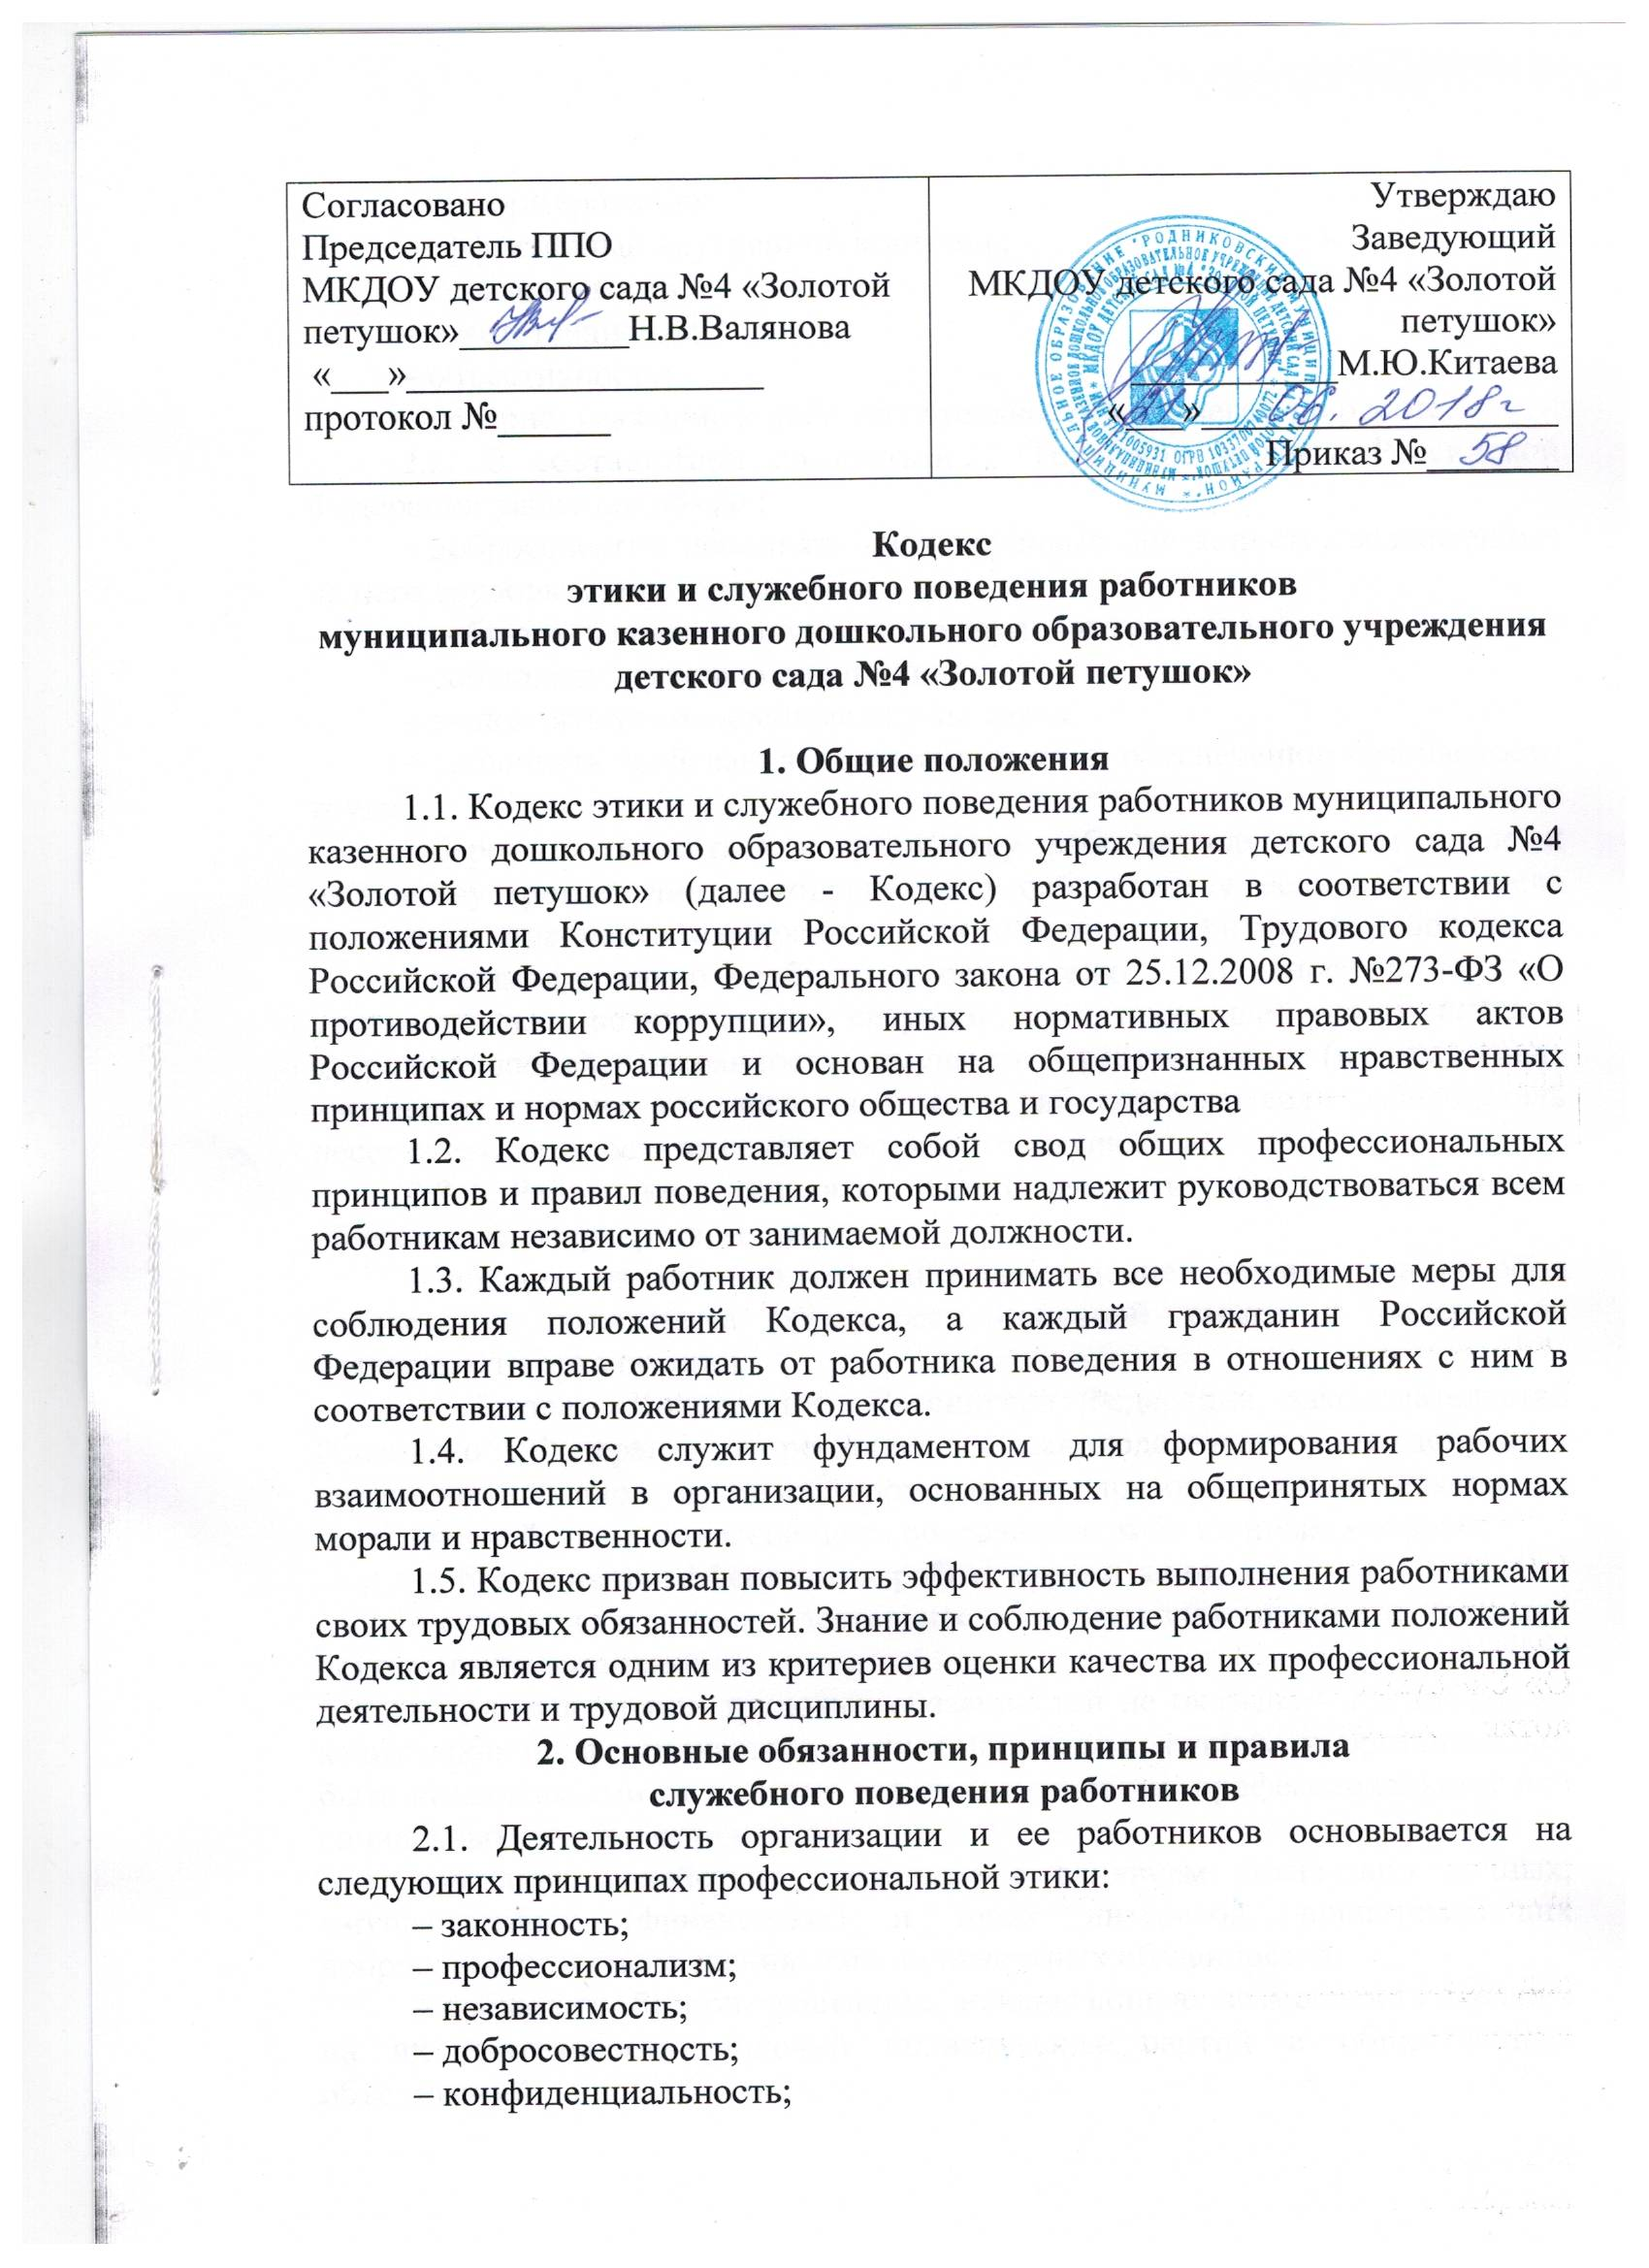 Согласовано
Председатель ППО
МКДОУ детского сада №4 «Золотой
петушок»_________Н.В.Валянова
«___»___________________
протокол №______
Утверждаю
Заведующий
МКДОУ детского сада №4 «Золотой
петушок»
___________М.Ю.Китаева
«21» 06. 2018г
Приказ № 58
Кодекс
этики и служебного поведения работников
муниципального казенного дошкольного образовательного учреждения
детского сада №4 «Золотой петушок»
1. Общие положения
1.1. Кодекс этики и служебного поведения работников муниципального
казенного дошкольного образовательного учреждения детского сада №4
«Золотой петушок» (далее - Кодекс) разработан в соответствии с
положениями Конституции Российской Федерации, Трудового кодекса
Российской Федерации, Федерального закона от 25.12.2008 г. №273-ФЗ «О
противодействии коррупции», иных нормативных правовых актов
Российской Федерации и основан на общепризнанных нравственных
принципах и нормах российского общества и государства
1.2. Кодекс представляет собой свод общих профессиональных
принципов и правил поведения, которыми надлежит руководствоваться всем
работникам независимо от занимаемой должности.
1.3. Каждый работник должен принимать все необходимые меры для
соблюдения положений Кодекса, а каждый гражданин Российской
Федерации вправе ожидать от работника поведения в отношениях с ним в
соответствии с положениями Кодекса.
1.4. Кодекс служит фундаментом для формирования рабочих
взаимоотношений в организации, основанных на общепринятых нормах
морали и нравственности.
1.5. Кодекс призван повысить эффективность выполнения работниками
своих трудовых обязанностей. Знание и соблюдение работниками положений
Кодекса является одним из критериев оценки качества их профессиональной
деятельности и трудовой дисциплины.
2. Основные обязанности, принципы и правила
служебного поведения работников
2.1. Деятельность организации и ее работников основывается на
следующих принципах профессиональной этики:
– законность;
– профессионализм;
– независимость;
– добросовестность;
– конфиденциальность;